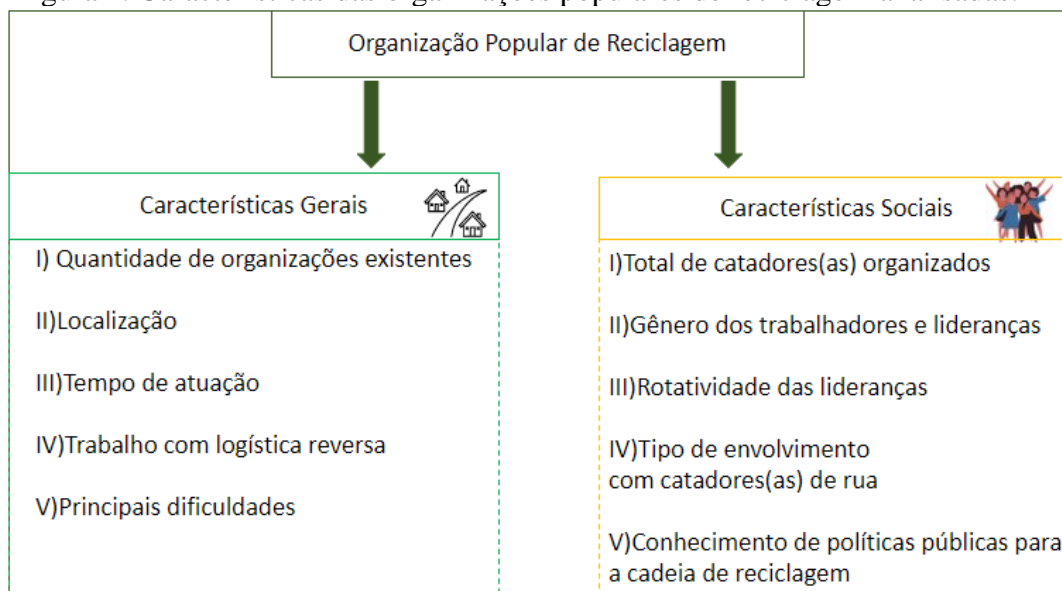 Organização Popular de Reciclagem
Características Gerais
I) Quantidade de organizações existentes
II)Localização
III)Tempo de atuação
IV)Trabalho com logística reversa
V)Principais dificuldades
Características Sociais
I)Total de catadores(as) organizados
II)Gênero dos trabalhadores e lideranças
III)Rotatividade das lideranças
IV)Tipo de envolvimento
com catadores(as) de rua
V)Conhecimento de políticas públicas para
a cadeia de reciclagem